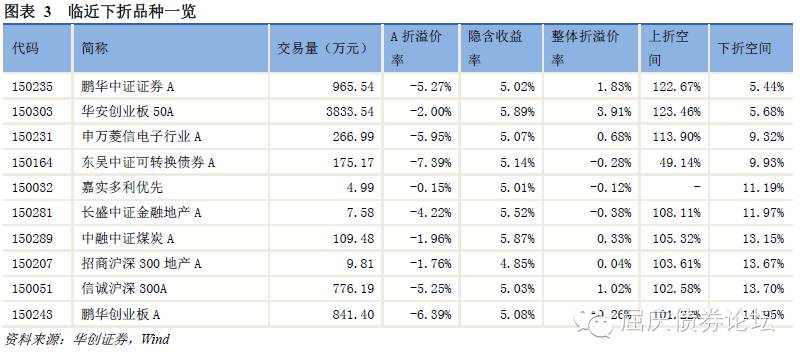 图表 3 临近下折品种一览
代码 简称 交易量（万元） A 折溢价率 隐含收益率 整体折溢价率 上折空间 下折空间
150235 鹏华中证证券 A 965.54 -5.27% 5.02% 1.83% 122.67% 5.44%
150303 华安创业板 50A 3833.54 -2.00% 5.89% 3.91% 123.46% 5.68%
150231 申万菱信电子行业 A 266.99 -5.95% 5.07% 0.68% 113.90% 9.32%
150164 东吴中证可转换债券 A 175.17 -7.39% 5.14% -0.28% 49.14% 9.93%
150032 嘉实多利优先 4.99 -0.15% 5.01% -0.12% - 11.19%
150281 长盛中证金融地产 A 7.58 -4.22% 5.52% -0.38% 108.11% 11.97%
150289 中融中证煤炭 A 109.48 -1.96% 5.87% 0.33% 105.32% 13.15%
150207 招商沪深 300 地产 A 9.81 -1.76% 4.85% 0.04% 103.61% 13.67%
150051 信诚沪深 300A 776.19 -5.25% 5.03% 1.02% 102.58% 13.70%
150243 鹏华创业板 A 841.40 -6.39% 5.08% -0.26% 101.22% 14.95%
资料来源：华创证券，Wind
屈庆债券论坛